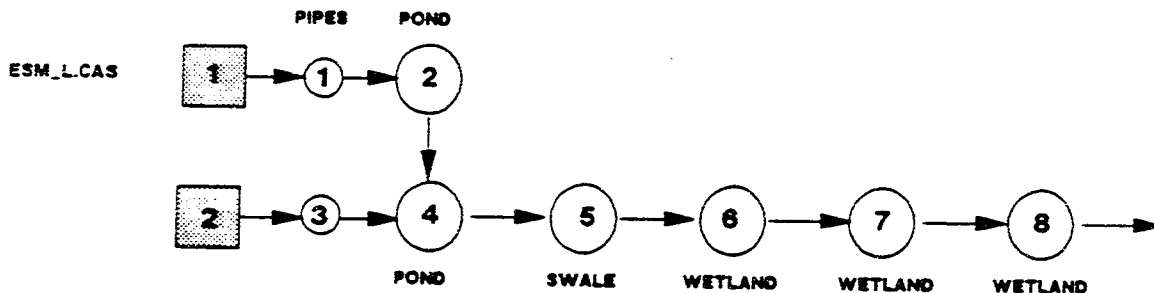 PIPES POND
ESM_L.CAS 1 1 2
2 3 4 5 6 7 8
POND SWALE WETLAND WETLAND WETLAND